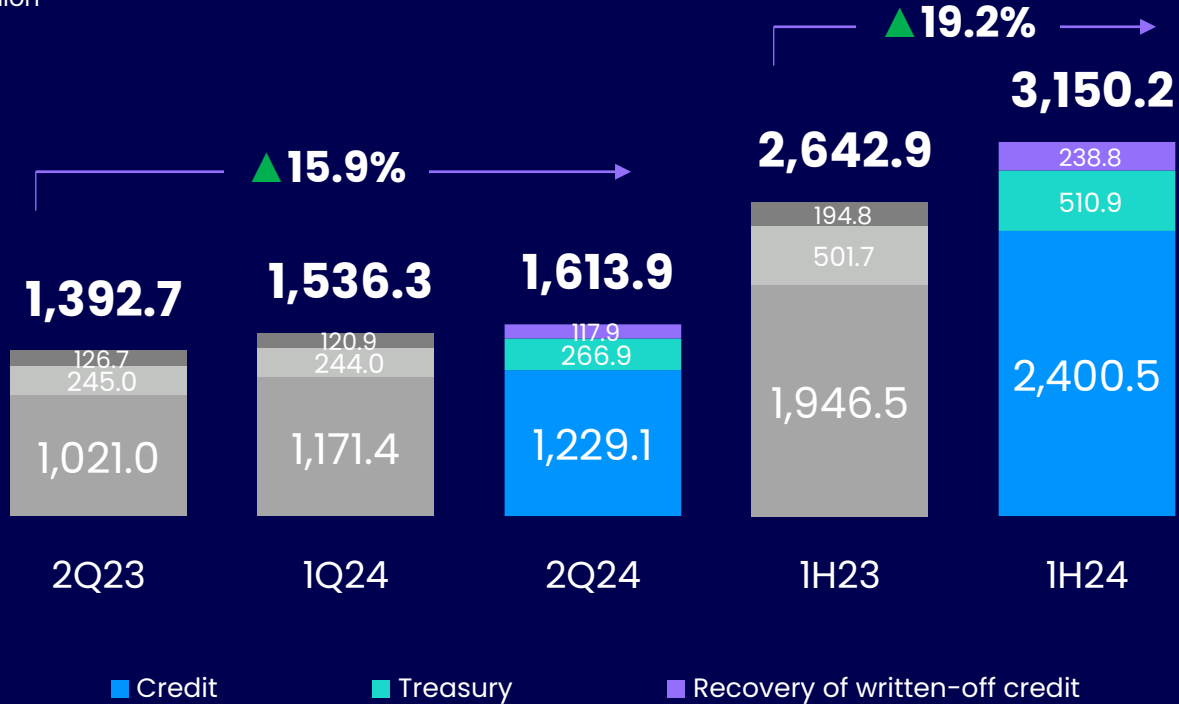 ▲19.2%
3,150.2
2,642.9
▲15.9%
238.8
510.9
194.8
501.7
1,392.7
1,536.3
1,613.9
126.7
245.0
1,021.0
120.9
244.0
1,171.4
117.9
266.9
1,229.1
1,946.5
2,400.5
2Q23
1Q24
2Q24
1H23
1H24
Credit
Treasury
Recovery of written-off credit